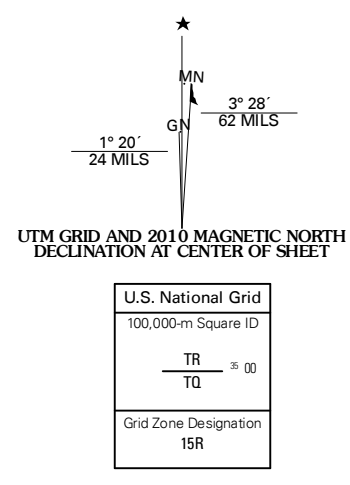 ★
MN
GN
3° 28´
62 MILS
1° 20´
24 MILS
UTM GRID AND 2010 MAGNETIC NORTH
DECLINATION AT CENTER OF SHEET
U.S. National Grid
100,000-m Square ID
TR
35 00
TQ
Grid Zone Designation
15R